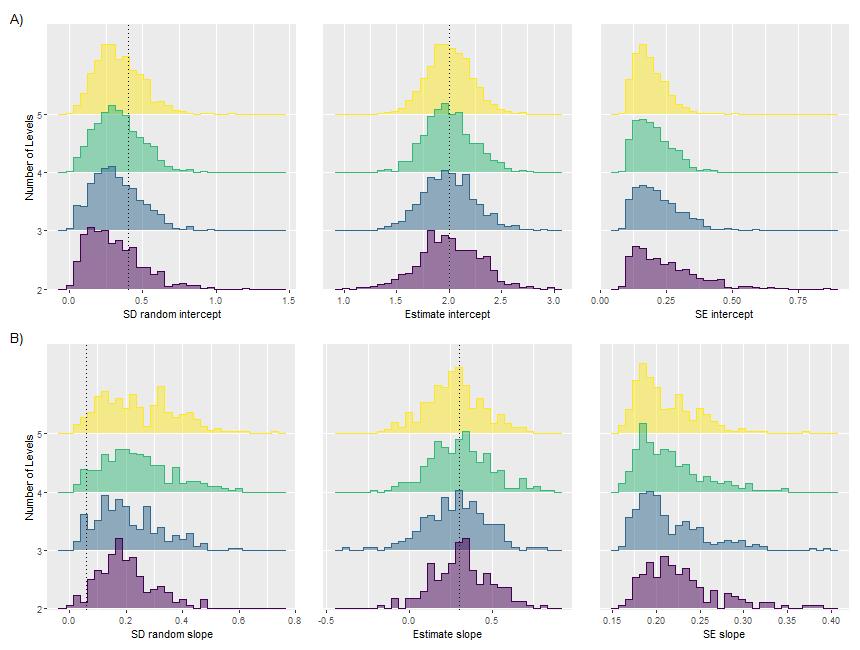 A)
Number of Levels
5
4
3
2
0.0 0.5 1.0 1.5
SD random intercept
1.0 1.5 2.0 2.5 3.0
Estimate intercept
0.00 0.25 0.50 0.75
SE intercept
B)
Number of Levels
5
4
3
2
0.0 0.2 0.4 0.6 0.8
SD random slope
-0.5 0.0 0.5
Estimate slope
0.15 0.20 0.25 0.30 0.35 0.40
SE slope